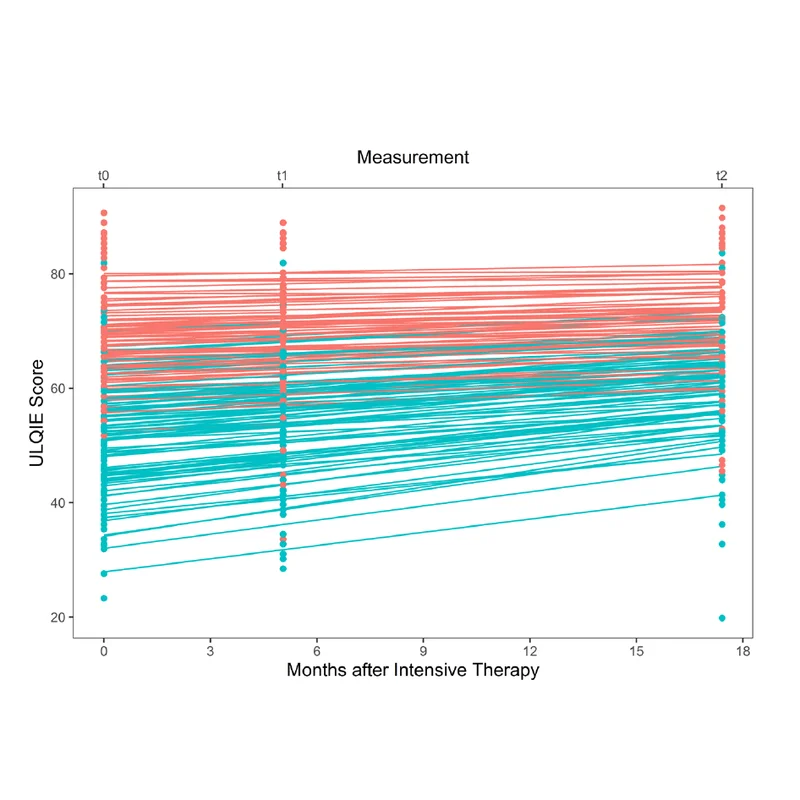 Measurement
t0 t1 t2
80
60
40
20
ULQIE Score
0 3 6 9 12 15 18
Months after Intensive Therapy